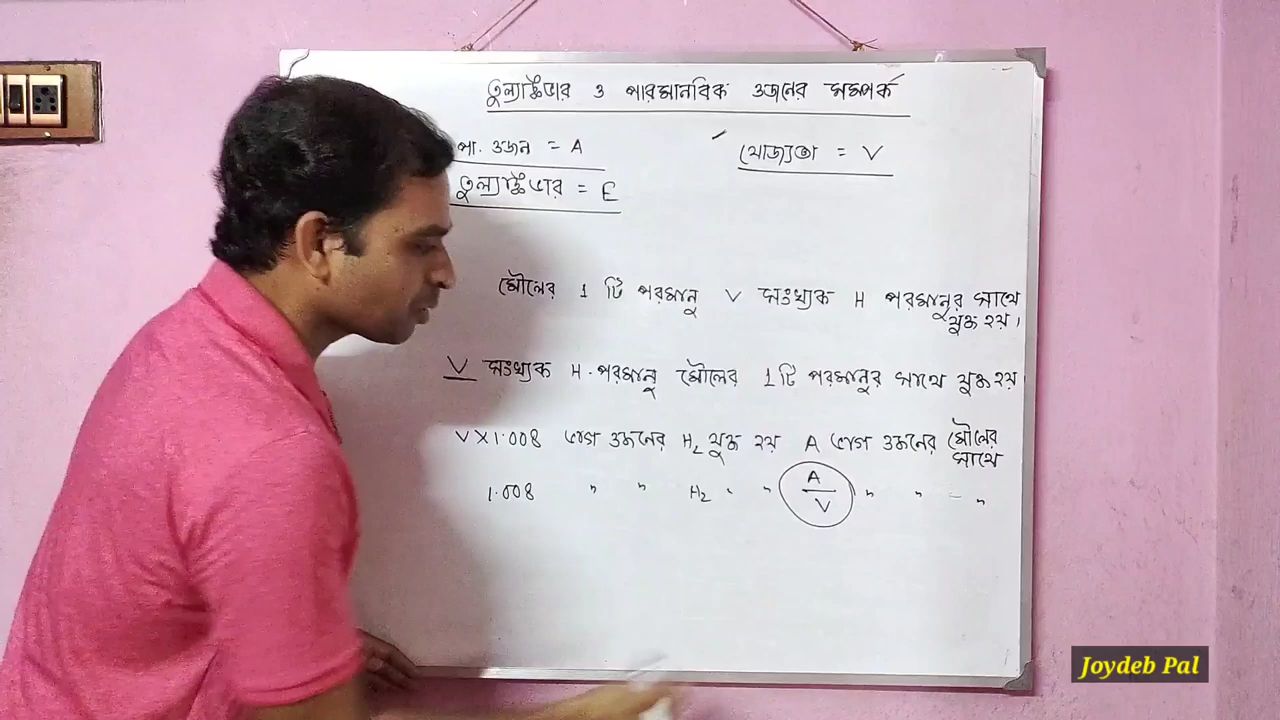 তুল্যাঙ্কভার ও পারমানবিক ওজনের সম্পর্ক
পা. ওজন = A
যোজ্যতা = V
তুল্যাঙ্কভার = E
মৌলের 1 টি পরমানু V সংখ্যক H পরমানুর সাথে
যুক্ত হয়।
V সংখ্যক H-পরমানু মৌলের 1টি পরমানুর সাথে যুক্ত হয়।
V X 1.008 ভাগ ওজনের H₂ যুক্ত হয় A ভাগ ওজনের মৌলের
সাথে
1.008 " " H₂ " " A/V " " " "
Joydeb Pal